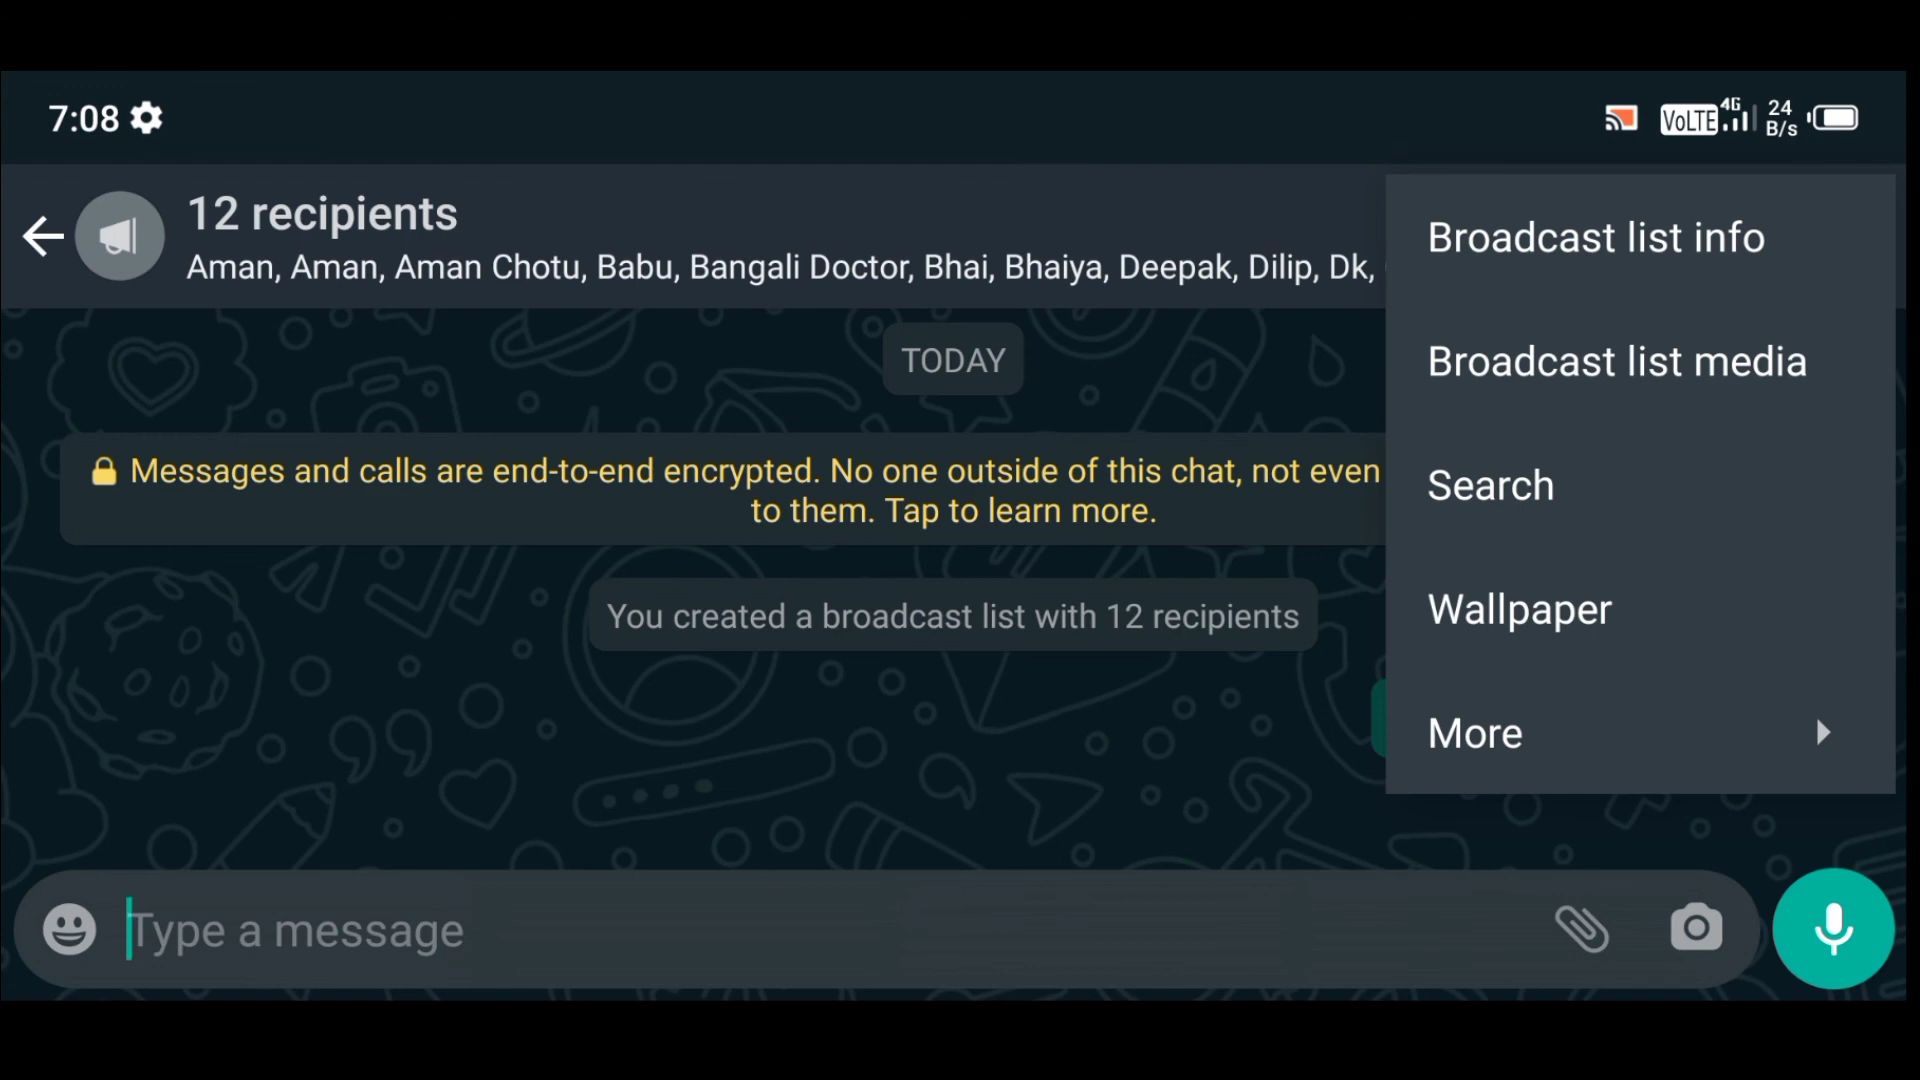 7:08
VoLTE 4G 24 B/s
12 recipients
Aman, Aman, Aman Chotu, Babu, Bangali Doctor, Bhai, Bhaiya, Deepak, Dilip, Dk,
TODAY
Messages and calls are end-to-end encrypted. No one outside of this chat, not even
to them. Tap to learn more.
You created a broadcast list with 12 recipients
Broadcast list info
Broadcast list media
Search
Wallpaper
More
Type a message